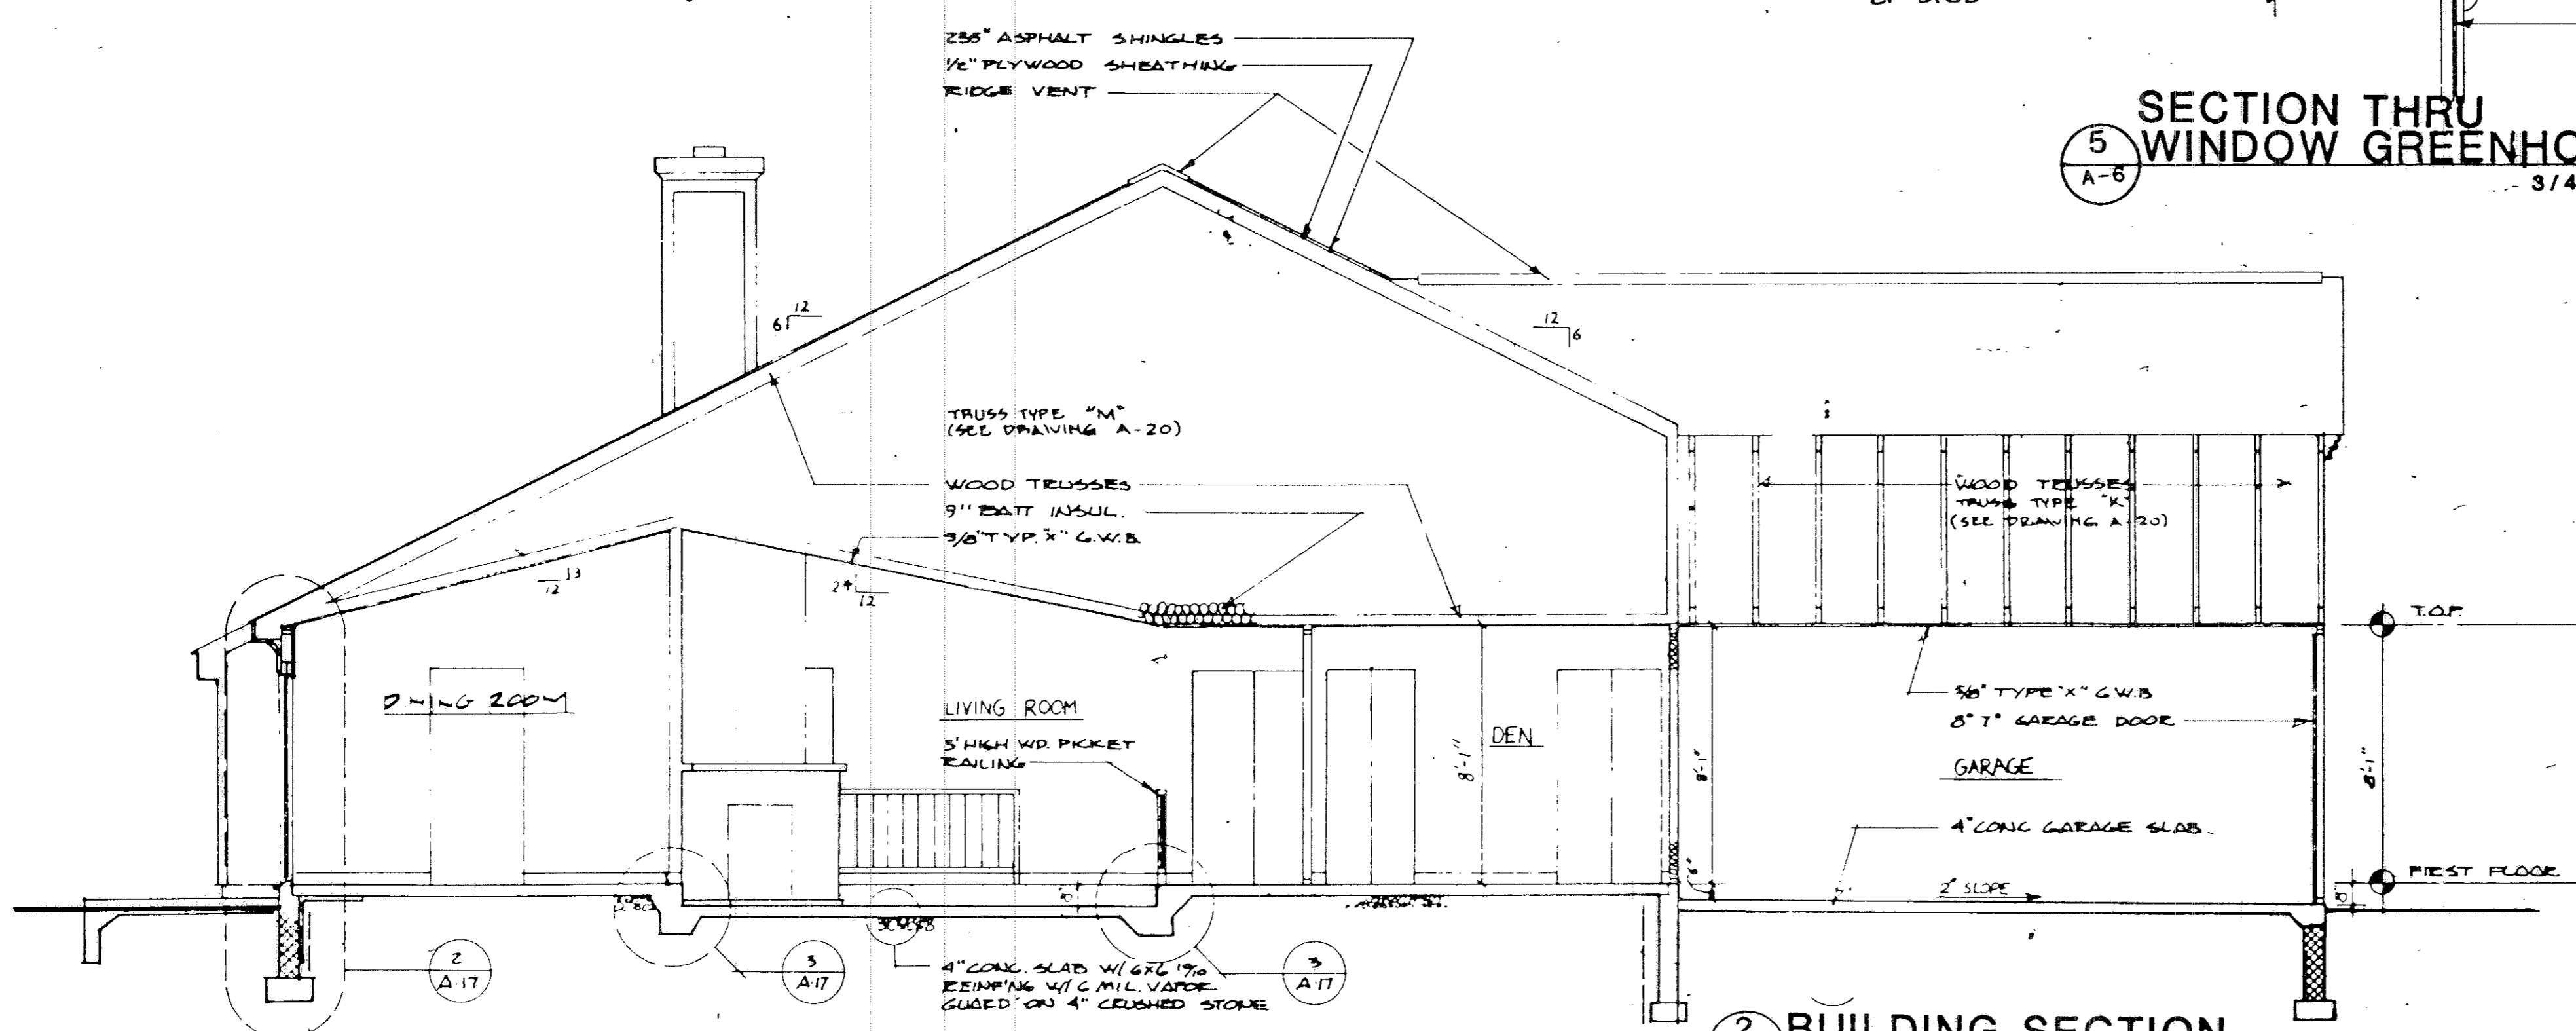 235# ASPHALT SHINGLES
1/2" PLYWOOD SHEATHING
RIDGE VENT
SECTION THRU
WINDOW GREENHO
5
A-6
3/4
12
6
12
6
TRUSS TYPE "M"
(SEE DRAWING A-20)
WOOD TRUSSES
9" BATT INSUL.
5/8" TYP. "X" G.W.B.
WOOD TRUSSES
TRUSS TYPE "K"
(SEE DRAWING A-20)
3
12
12
T.O.P.
DINING ROOM
LIVING ROOM
3' HIGH WD. PICKET
RAILING
DEN
8'-1"
8'-1"
5/8" TYPE "X" G.W.B
GARAGE DOOR
GARAGE
8'-1"
4" CONC GARAGE SLAB.
2" SLOPE
FIRST FLOOR
8"
6"
8"
2
A-17
3
A-17
3
A-17
4" CONC. SLAB W/ 6x6 10/10
REINF'NG W/ 6 MIL. VAPOR
GUARD ON 4" CRUSHED STONE
2
BUILDING SECTION